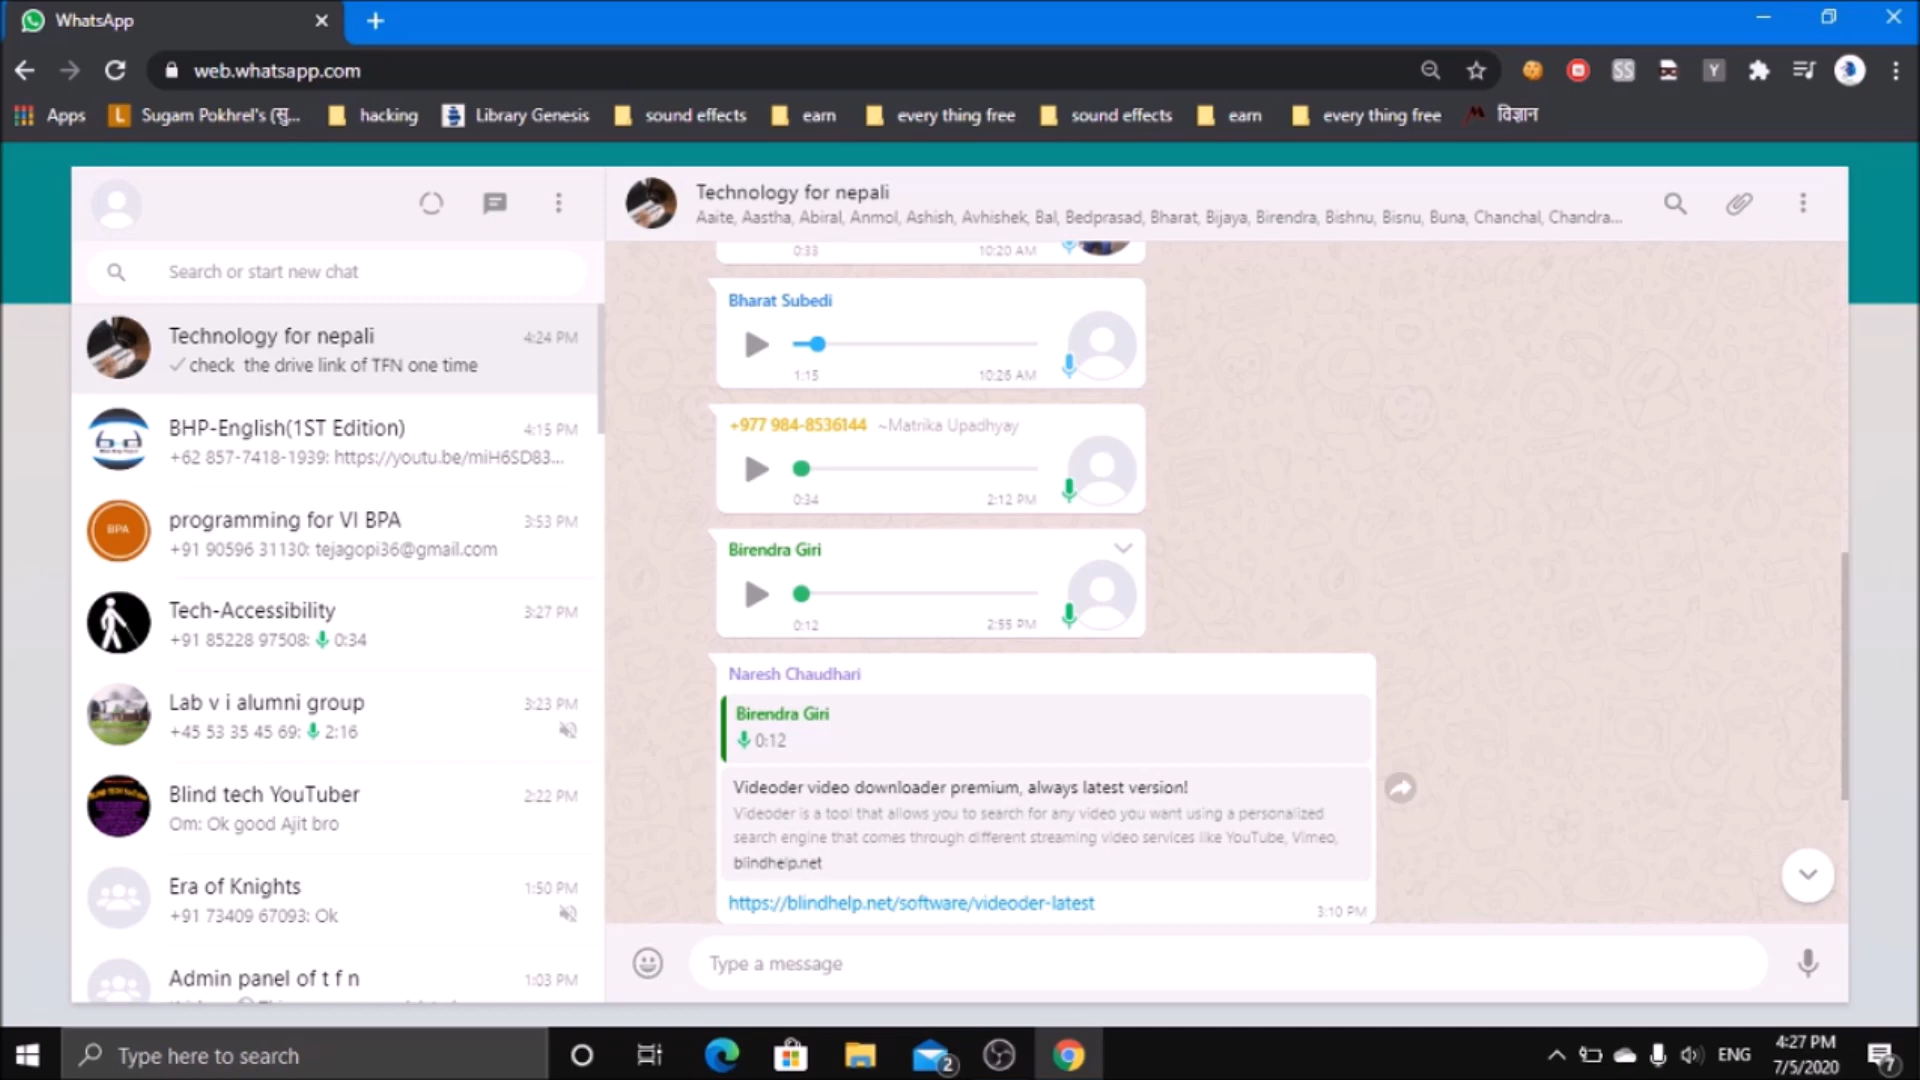 WhatsApp
web.whatsapp.com
SS
Y
Apps
L
Sugam Pokhrel's (सु...
hacking
Library Genesis
sound effects
earn
every thing free
sound effects
earn
every thing free
विज्ञान
Search or start new chat
Technology for nepali
4:24 PM
check the drive link of TFN one time
BHP-English(1ST Edition)
4:15 PM
+62 857-7418-1939: https://youtu.be/miH6SD83...
BPA
programming for VI BPA
3:53 PM
+91 90596 31130: tejagopi36@gmail.com
Tech-Accessibility
3:27 PM
+91 85228 97508: 0:34
Lab v i alumni group
3:23 PM
+45 53 35 45 69: 2:16
Blind tech YouTuber
2:22 PM
Om: Ok good Ajit bro
Era of Knights
1:50 PM
+91 73409 67093: Ok
Admin panel of t f n
1:03 PM
Technology for nepali
Aaite, Aastha, Abiral, Anmol, Ashish, Avhishek, Bal, Bedprasad, Bharat, Bijaya, Birendra, Bishnu, Bisnu, Buna, Chanchal, Chandra...
0:33
10:20 AM
Bharat Subedi
1:15
10:26 AM
+977 984-8536144 ~Matrika Upadhyay
0:34
2:12 PM
Birendra Giri
0:12
2:55 PM
Naresh Chaudhari
Birendra Giri
0:12
Videoder video downloader premium, always latest version!
Videoder is a tool that allows you to search for any video you want using a personalized
search engine that comes through different streaming video services like YouTube, Vimeo,
blindhelp.net
https://blindhelp.net/software/videoder-latest
3:10 PM
Type a message
Type here to search
2
ENG
4:27 PM
7/5/2020
7